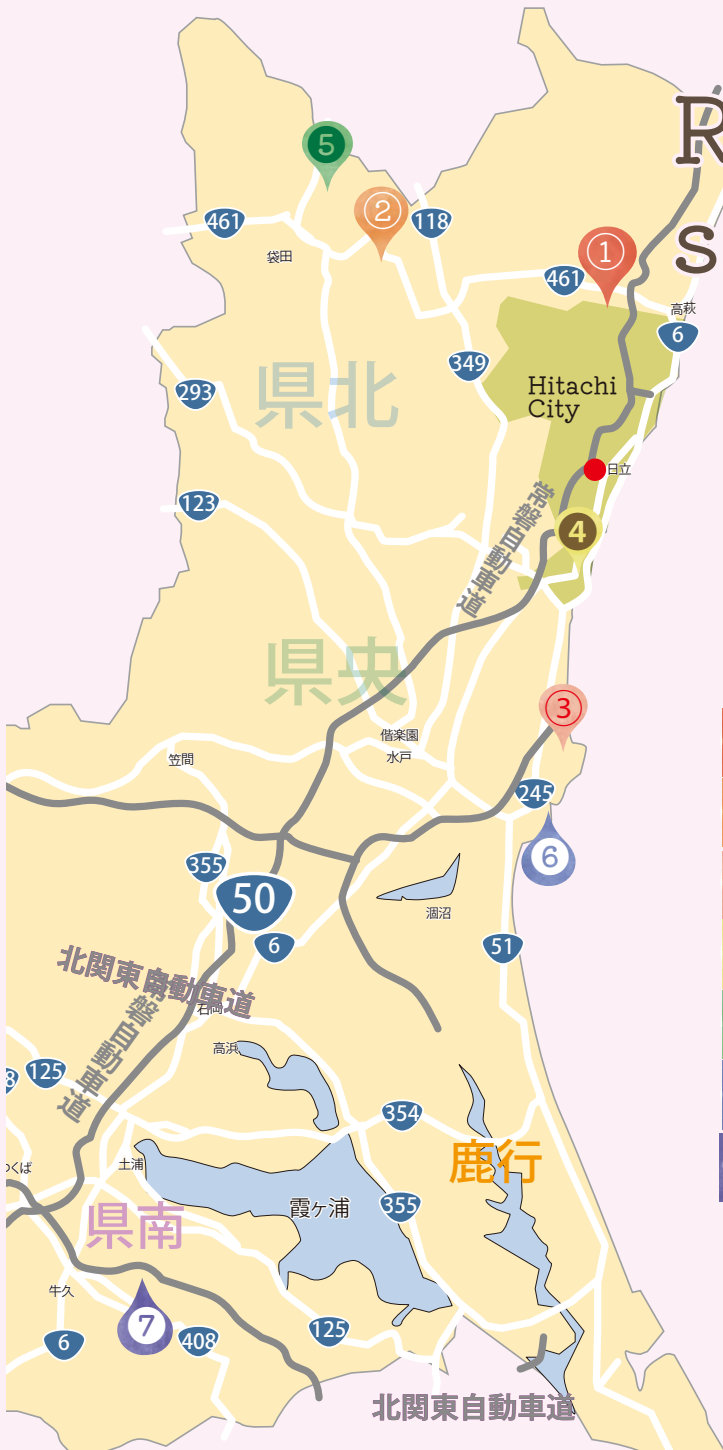 R
s
5
②
461
118
袋田
①
461
高萩
6
349
県北
293
Hitachi
City
日立
123
常磐自動車道
4
県央
③
偕楽園
水戸
笠間
245
6
355
50
涸沼
6
51
北関東自動車道
常磐自動車道
石岡
高浜
8
125
354
鹿行
つくば
土浦
霞ヶ浦
355
県南
牛久
7
6
408
125
北関東自動車道